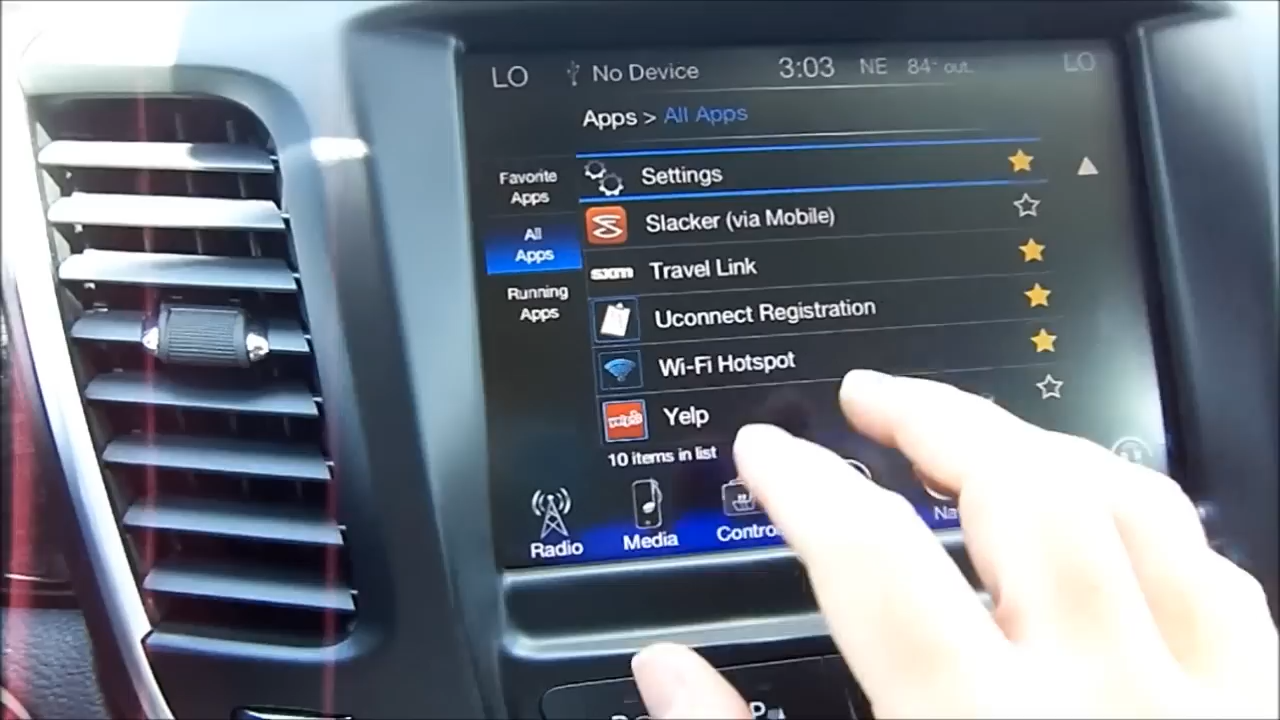 LO No Device 3:03 NE 84° out. LO
Apps > All Apps
Favorite
Apps
All
Apps
Running
Apps
Settings
Slacker (via Mobile)
sxm Travel Link
Uconnect Registration
Wi-Fi Hotspot
Yelp
10 items in list
Radio Media Contro Na